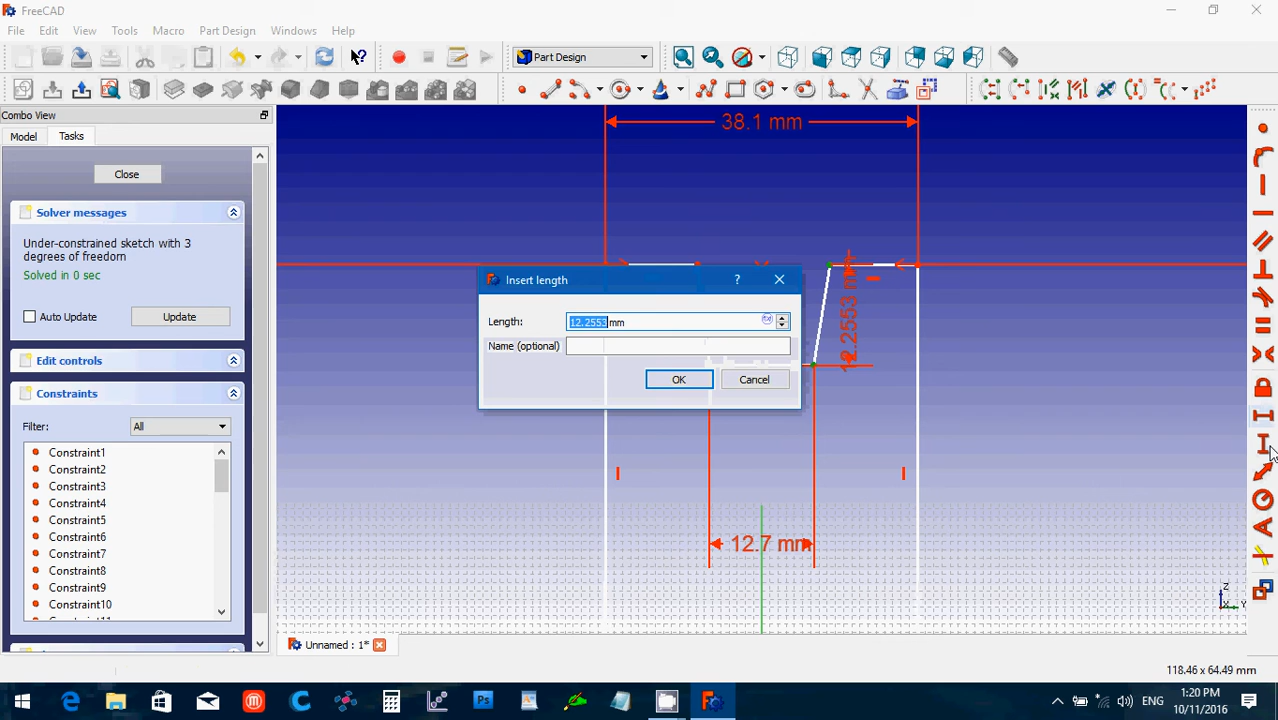 FreeCAD
File Edit View Tools Macro Part Design Windows Help
Part Design
Combo View
Model Tasks
Close
Solver messages
Under-constrained sketch with 3
degrees of freedom
Solved in 0 sec
Auto Update Update
Edit controls
Constraints
Filter: All
Constraint1
Constraint2
Constraint3
Constraint4
Constraint5
Constraint6
Constraint7
Constraint8
Constraint9
Constraint10
38.1 mm
Insert length ?
Length: 12.2553 mm
Name (optional)
OK Cancel
12.2553 mm
12.7 mm
Z
Y
X
Unnamed : 1*
118.46 x 64.49 mm
Ps
ENG
1:20 PM
10/11/2016